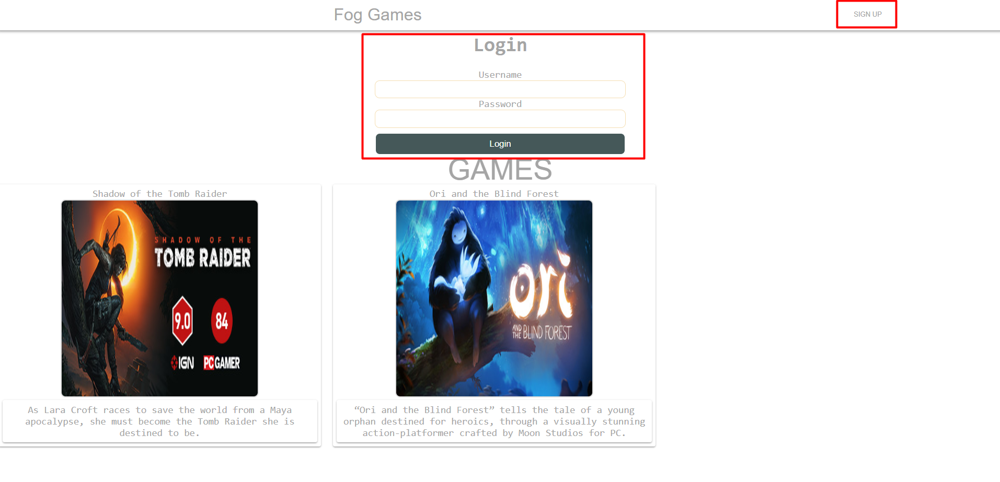 Fog Games
SIGN UP
Login
Username
Password
Login
GAMES
Shadow of the Tomb Raider
SHADOW OF THE
TOMB RAIDER
9.0
84
IGN
PC GAMER
As Lara Croft races to save the world from a Maya
apocalypse, she must become the Tomb Raider she is
destined to be.
Ori and the Blind Forest
ori
AND THE BLIND FOREST
“Ori and the Blind Forest” tells the tale of a young
orphan destined for heroics, through a visually stunning
action-platformer crafted by Moon Studios for PC.